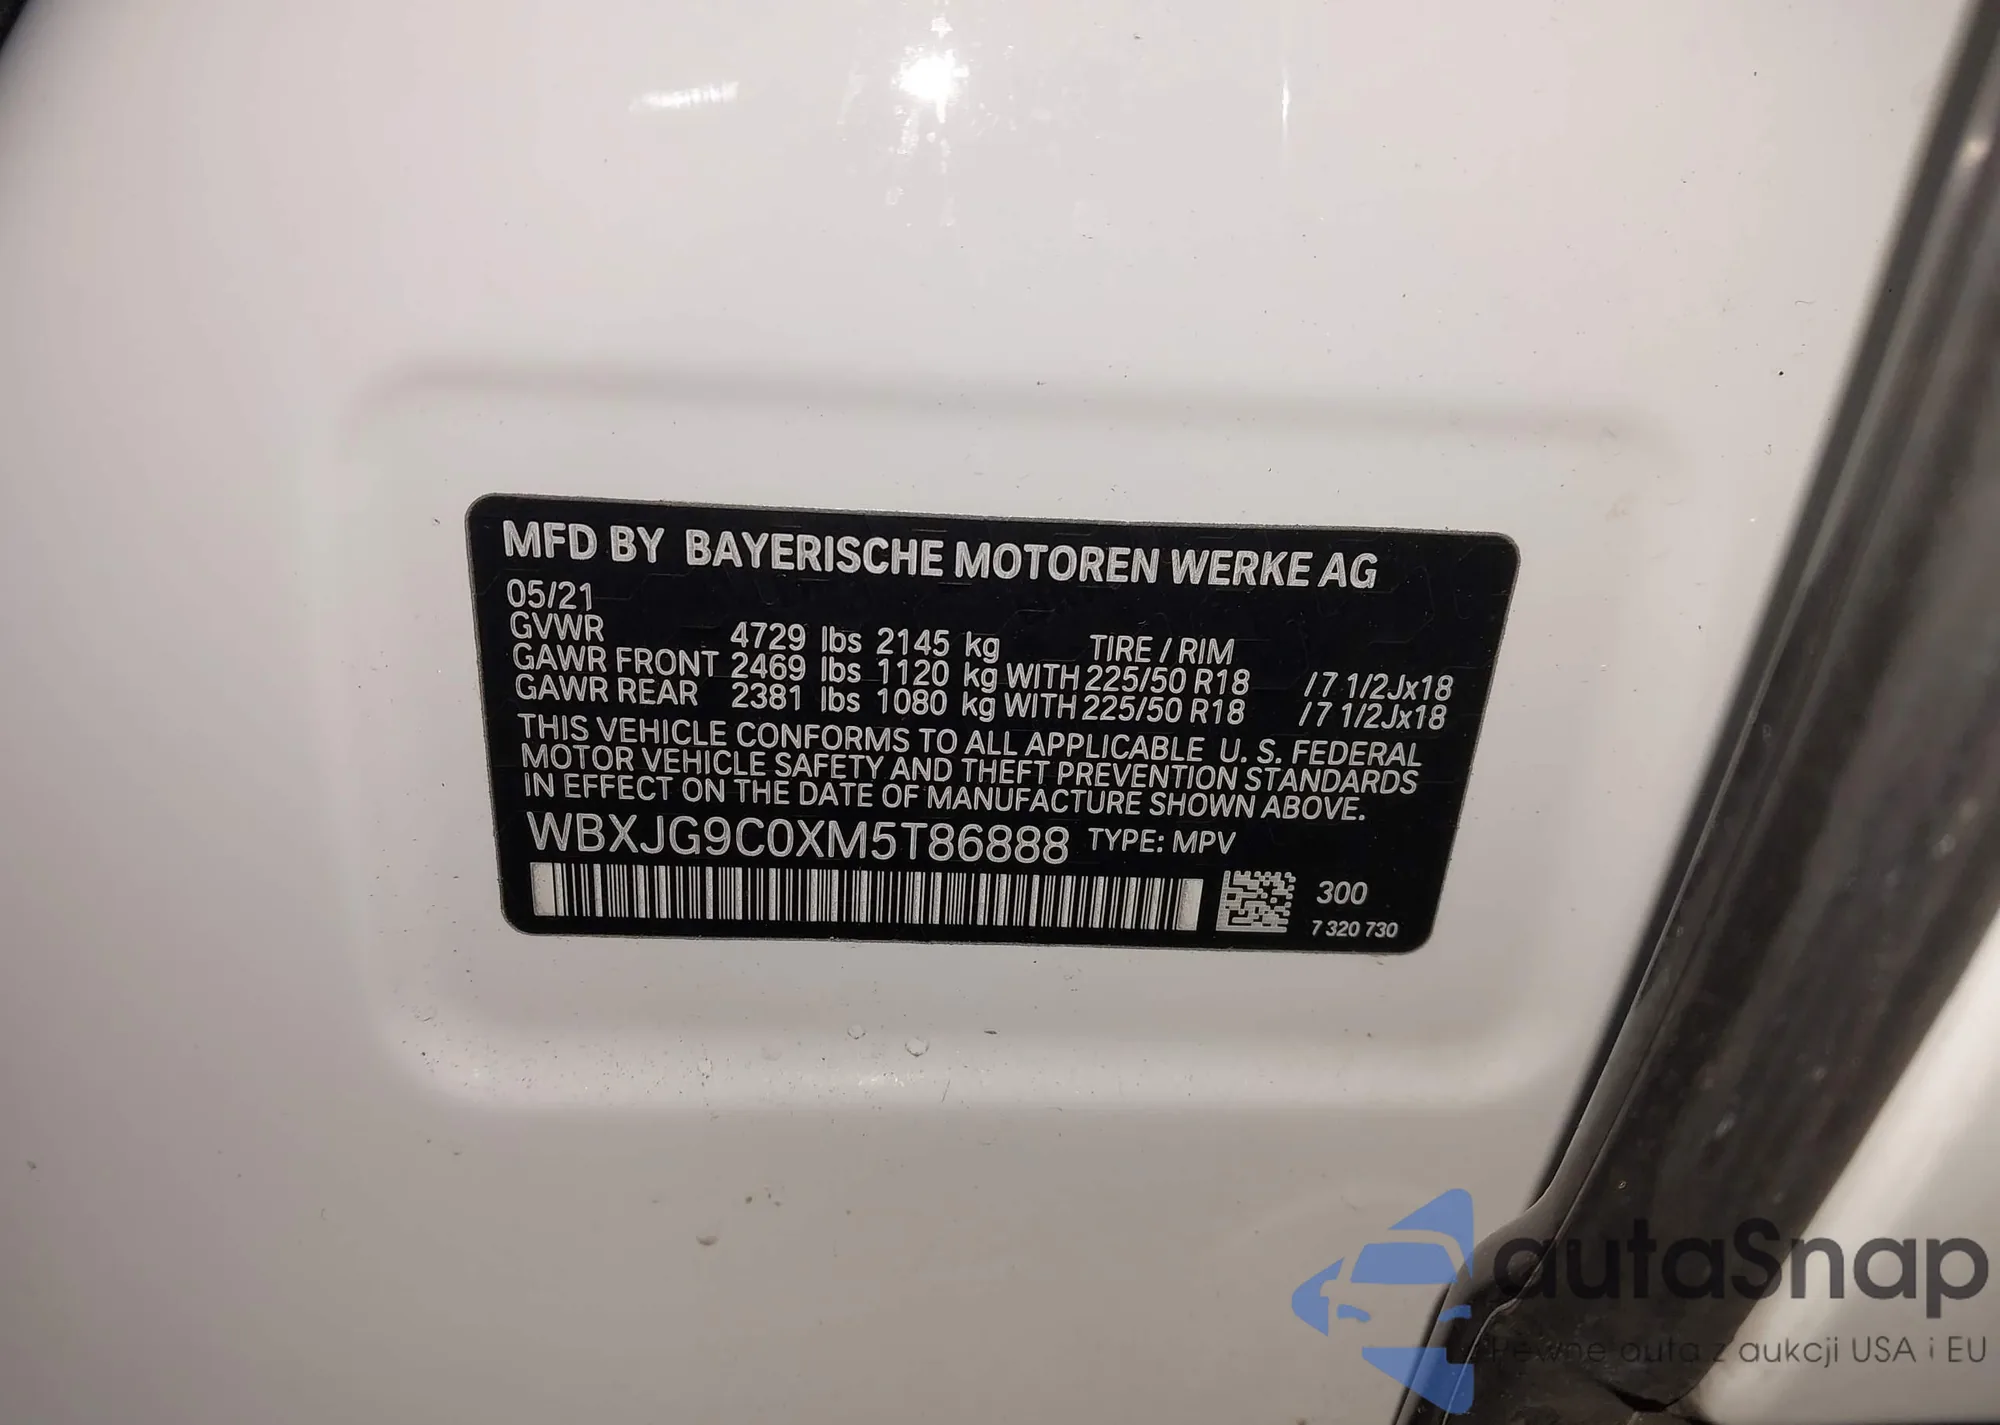 MFD BY BAYERISCHE MOTOREN WERKE AG
05/21
GVWR 4729 lbs 2145 kg TIRE / RIM
GAWR FRONT 2469 lbs 1120 kg WITH 225/50 R18 / 7 1/2Jx18
GAWR REAR 2381 lbs 1080 kg WITH 225/50 R18 / 7 1/2Jx18
THIS VEHICLE CONFORMS TO ALL APPLICABLE U. S. FEDERAL
MOTOR VEHICLE SAFETY AND THEFT PREVENTION STANDARDS
IN EFFECT ON THE DATE OF MANUFACTURE SHOWN ABOVE.
WBXJG9C0XM5T86888 TYPE: MPV
300
7 320 730
autaSnap
Pewne auta z aukcji USA i EU